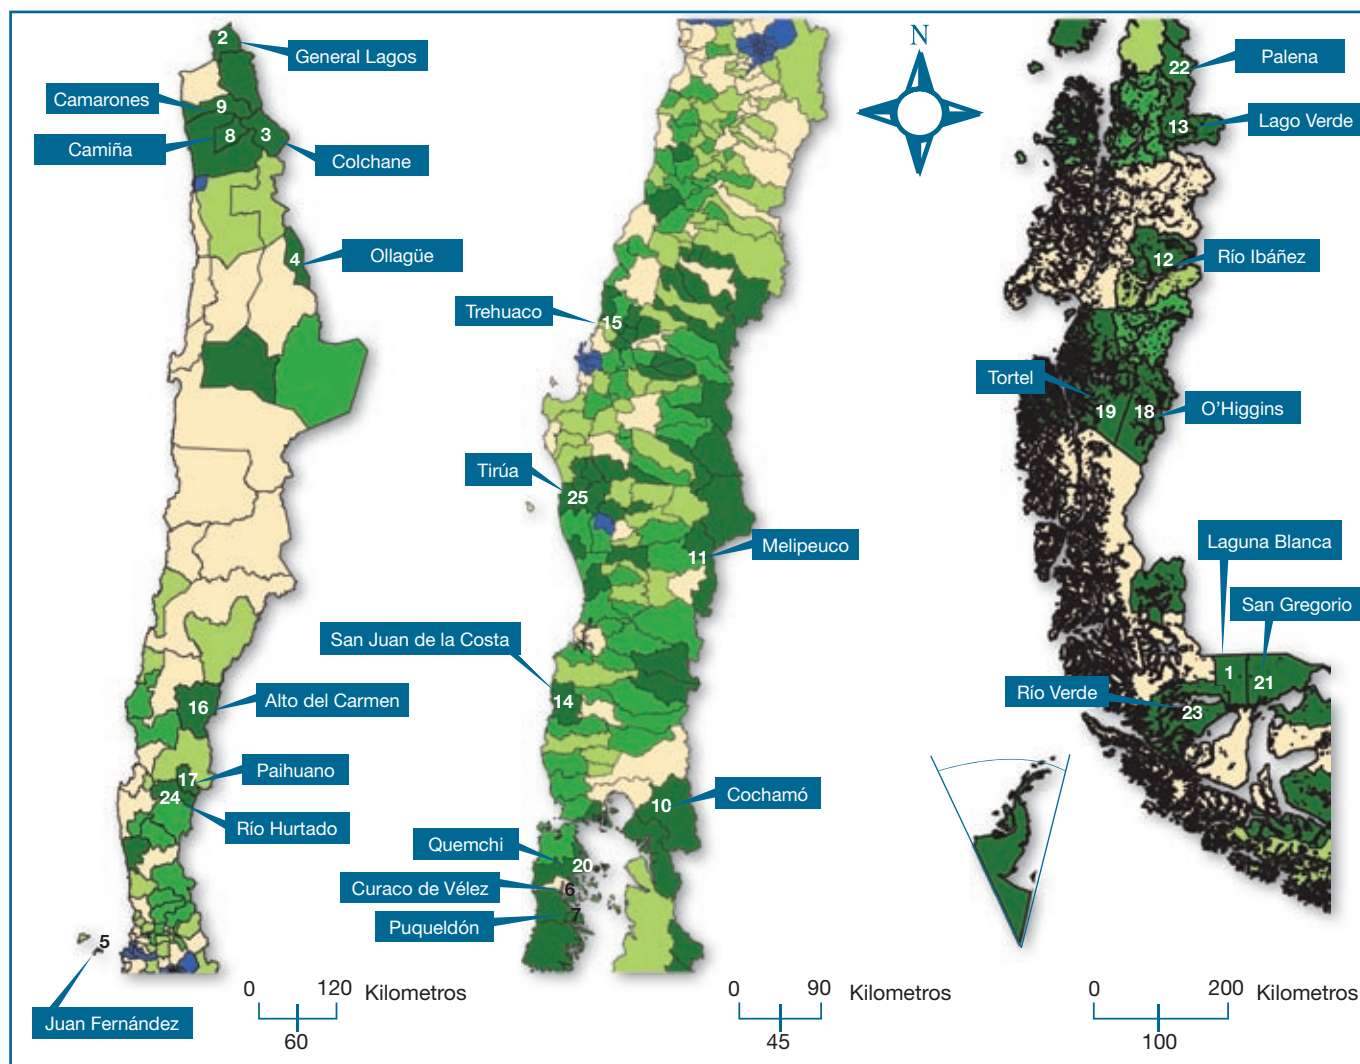 2
General Lagos
Camarones
9
Camiña
8
3
Colchane
4
Ollagüe
16
Alto del Carmen
17
Paihuano
24
Río Hurtado
5
Juan Fernández
0
120
Kilometros
60
Trehuaco
15
Tirúa
25
11
Melipeuco
San Juan de la Costa
14
10
Cochamó
Quemchi
20
Curaco de Vélez
6
Puqueldón
7
0
90
Kilometros
45
N
22
Palena
13
Lago Verde
12
Río Ibáñez
Tortel
19
18
O'Higgins
Laguna Blanca
San Gregorio
1
21
Río Verde
23
0
200
Kilometros
100